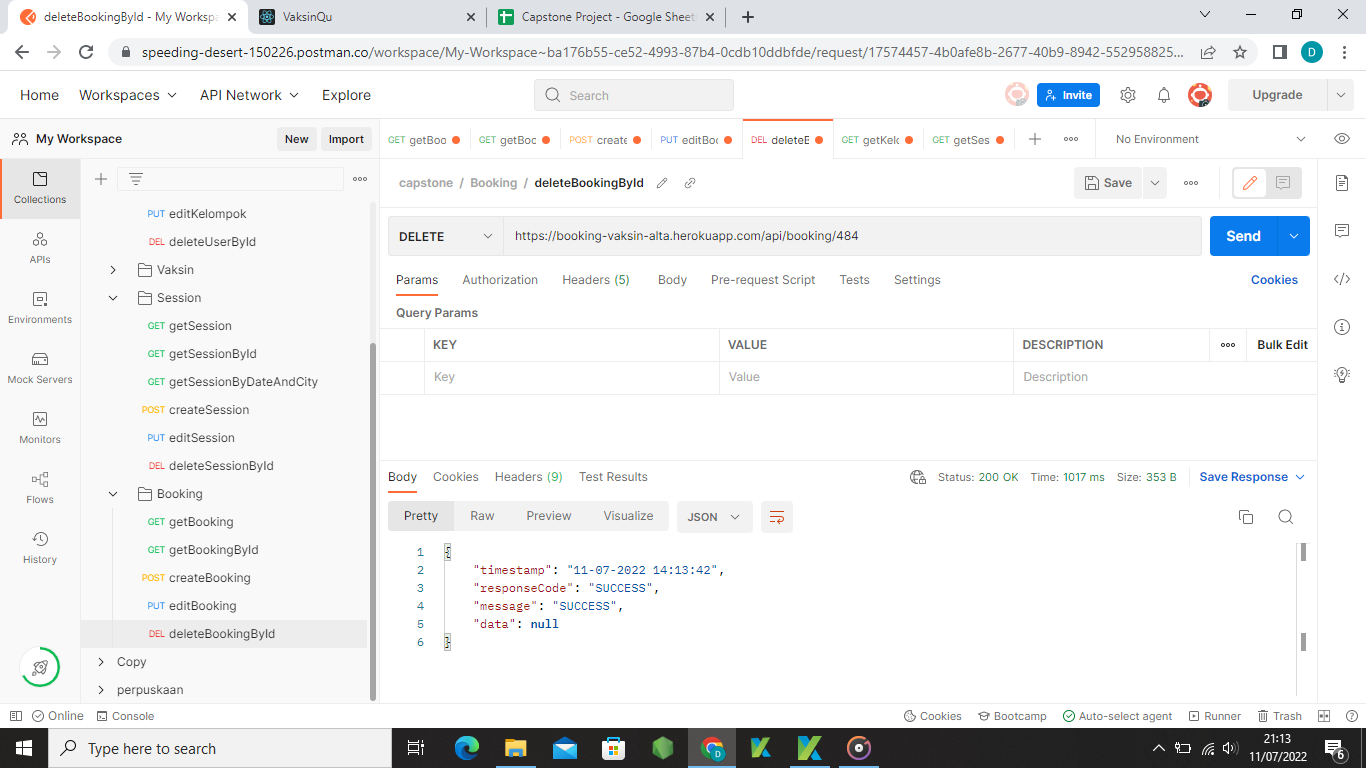 deleteBookingById - My Workspa
VaksinQu
Capstone Project - Google Sheet
speeding-desert-150226.postman.co/workspace/My-Workspace~ba176b55-ce52-4993-87b4-0cdb10ddbfde/request/17574457-4b0afe8b-2677-40b9-8942-552958825...
D
Home
Workspaces
API Network
Explore
Search
Invite
Upgrade
My Workspace
New
Import
GET getBoo
GET getBoo
POST create
PUT editBoo
DEL deleteB
GET getKelo
GET getSes
No Environment
Collections
APIs
Environments
Mock Servers
Monitors
Flows
History
PUT editKelompok
DEL deleteUserById
Vaksin
Session
GET getSession
GET getSessionById
GET getSessionByDateAndCity
POST createSession
PUT editSession
DEL deleteSessionById
Booking
GET getBooking
GET getBookingById
POST createBooking
PUT editBooking
DEL deleteBookingById
Copy
perpuskaan
capstone / Booking / deleteBookingById
Save
DELETE
https://booking-vaksin-alta.herokuapp.com/api/booking/484
Send
Params
Authorization
Headers (5)
Body
Pre-request Script
Tests
Settings
Cookies
Query Params
KEY
VALUE
DESCRIPTION
Bulk Edit
Key
Value
Description
Body
Cookies
Headers (9)
Test Results
Status: 200 OK
Time: 1017 ms
Size: 353 B
Save Response
Pretty
Raw
Preview
Visualize
JSON
1 {
2 "timestamp": "11-07-2022 14:13:42",
3 "responseCode": "SUCCESS",
4 "message": "SUCCESS",
5 "data": null
6 }
Online
Console
Cookies
Bootcamp
Auto-select agent
Runner
Trash
Type here to search
D
21:13
11/07/2022
6